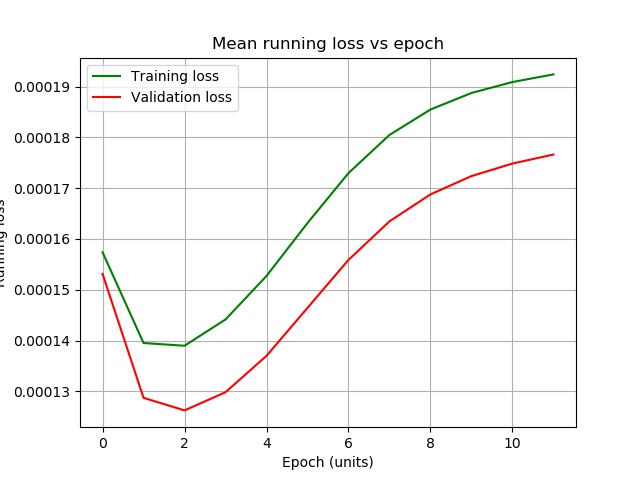 Mean running loss vs epoch
Training loss
Validation loss
0.00019
0.00018
0.00017
0.00016
0.00015
0.00014
0.00013
loss
0 2 4 6 8 10
Epoch (units)